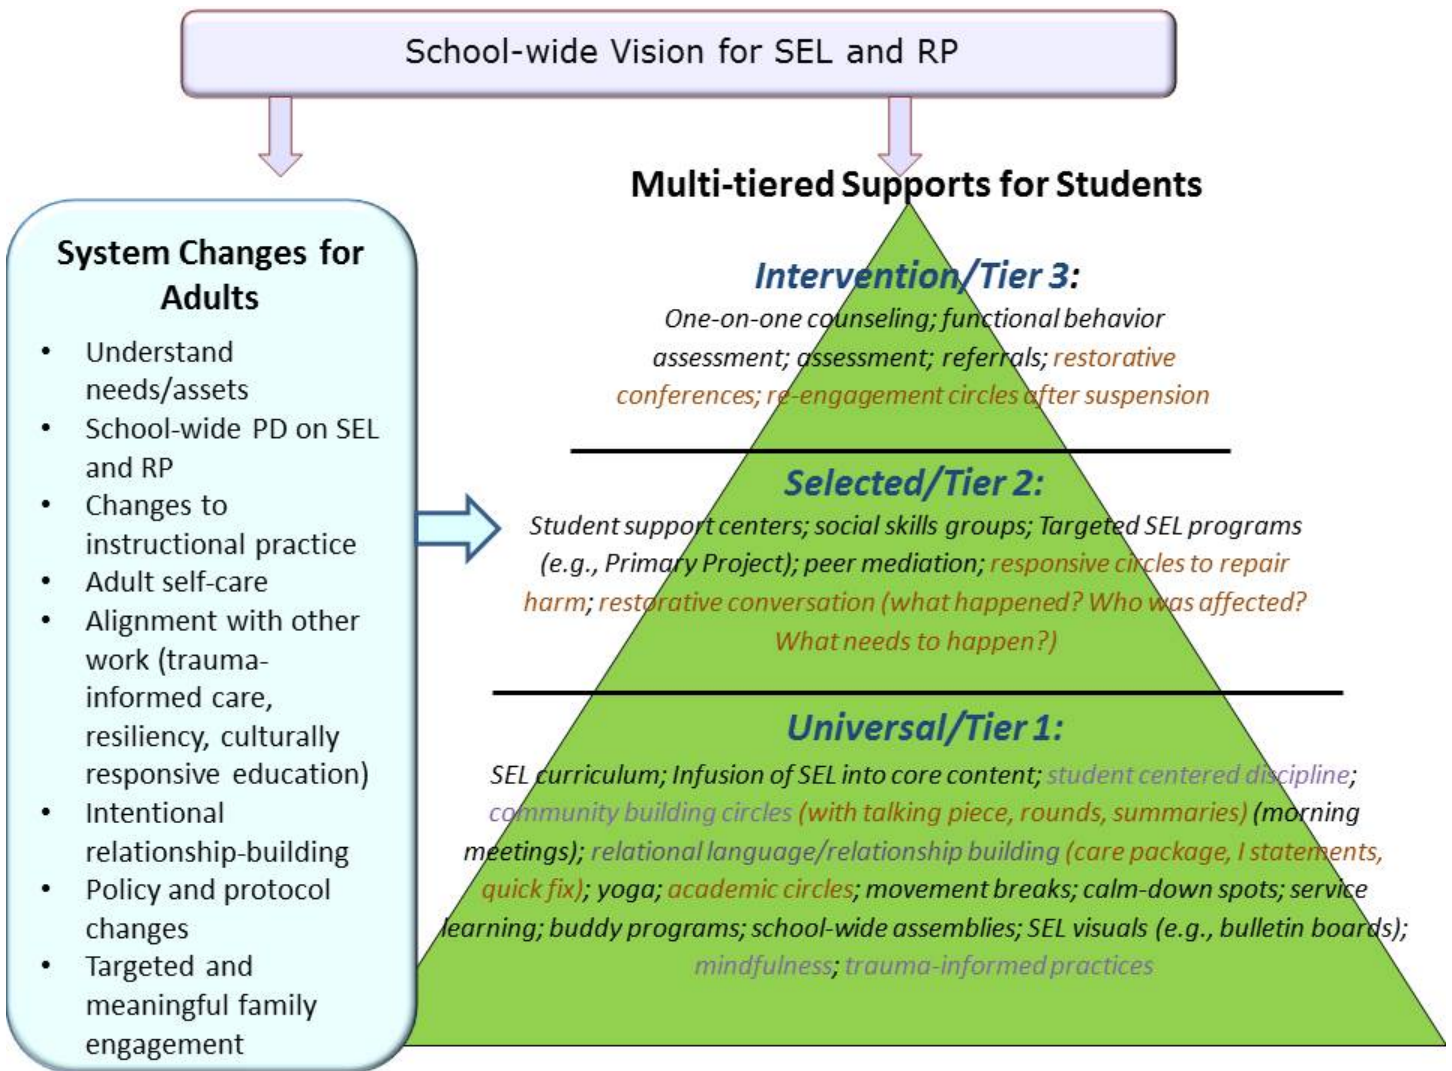 School-wide Vision for SEL and RP
System Changes for
Adults
• Understand
needs/assets
• School-wide PD on SEL
and RP
• Changes to
instructional practice
• Adult self-care
• Alignment with other
work (trauma-
informed care,
resiliency, culturally
responsive education)
• Intentional
relationship-building
• Policy and protocol
changes
• Targeted and
meaningful family
engagement
Multi-tiered Supports for Students
Intervention/Tier 3:
One-on-one counseling; functional behavior
assessment; assessment; referrals; restorative
conferences; re-engagement circles after suspension
Selected/Tier 2:
Student support centers; social skills groups; Targeted SEL programs
(e.g., Primary Project); peer mediation; responsive circles to repair
harm; restorative conversation (what happened? Who was affected?
What needs to happen?)
Universal/Tier 1:
SEL curriculum; Infusion of SEL into core content; student centered discipline;
community building circles (with talking piece, rounds, summaries) (morning
meetings); relational language/relationship building (care package, I statements,
quick fix); yoga; academic circles; movement breaks; calm-down spots; service
learning; buddy programs; school-wide assemblies; SEL visuals (e.g., bulletin boards);
mindfulness; trauma-informed practices